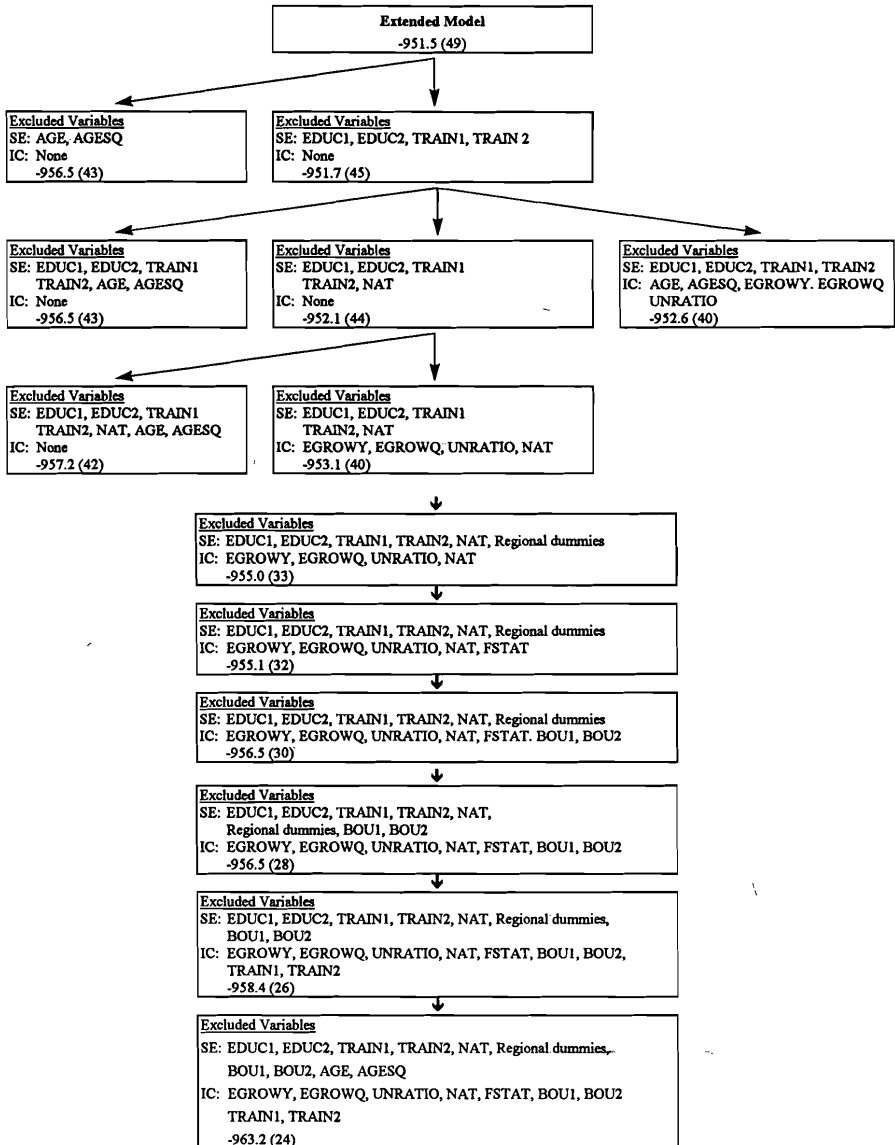 Extended Model
-951.5 (49)
Excluded Variables
SE: AGE, AGESQ
IC: None
-956.5 (43)
Excluded Variables
SE: EDUC1, EDUC2, TRAIN1, TRAIN 2
IC: None
-951.7 (45)
Excluded Variables
SE: EDUC1, EDUC2, TRAIN1
TRAIN2, AGE, AGESQ
IC: None
-956.5 (43)
Excluded Variables
SE: EDUC1, EDUC2, TRAIN1
TRAIN2, NAT
IC: None
-952.1 (44)
Excluded Variables
SE: EDUC1, EDUC2, TRAIN1, TRAIN2
IC: AGE, AGESQ, EGROWY. EGROWQ
UNRATIO
-952.6 (40)
Excluded Variables
SE: EDUC1, EDUC2, TRAIN1
TRAIN2, NAT, AGE, AGESQ
IC: None
-957.2 (42)
Excluded Variables
SE: EDUC1, EDUC2, TRAIN1
TRAIN2, NAT
IC: EGROWY, EGROWQ, UNRATIO, NAT
-953.1 (40)
Excluded Variables
SE: EDUC1, EDUC2, TRAIN1, TRAIN2, NAT, Regional dummies
IC: EGROWY, EGROWQ, UNRATIO, NAT
-955.0 (33)
Excluded Variables
SE: EDUC1, EDUC2, TRAIN1, TRAIN2, NAT, Regional dummies
IC: EGROWY, EGROWQ, UNRATIO, NAT, FSTAT
-955.1 (32)
Excluded Variables
SE: EDUC1, EDUC2, TRAIN1, TRAIN2, NAT, Regional dummies
IC: EGROWY, EGROWQ, UNRATIO, NAT, FSTAT. BOU1, BOU2
-956.5 (30)
Excluded Variables
SE: EDUC1, EDUC2, TRAIN1, TRAIN2, NAT,
Regional dummies, BOU1, BOU2
IC: EGROWY, EGROWQ, UNRATIO, NAT, FSTAT, BOU1, BOU2
-956.5 (28)
Excluded Variables
SE: EDUC1, EDUC2, TRAIN1, TRAIN2, NAT, Regional dummies,
BOU1, BOU2
IC: EGROWY, EGROWQ, UNRATIO, NAT, FSTAT, BOU1, BOU2,
TRAIN1, TRAIN2
-958.4 (26)
Excluded Variables
SE: EDUC1, EDUC2, TRAIN1, TRAIN2, NAT, Regional dummies,
BOU1, BOU2, AGE, AGESQ
IC: EGROWY, EGROWQ, UNRATIO, NAT, FSTAT, BOU1, BOU2
TRAIN1, TRAIN2
-963.2 (24)